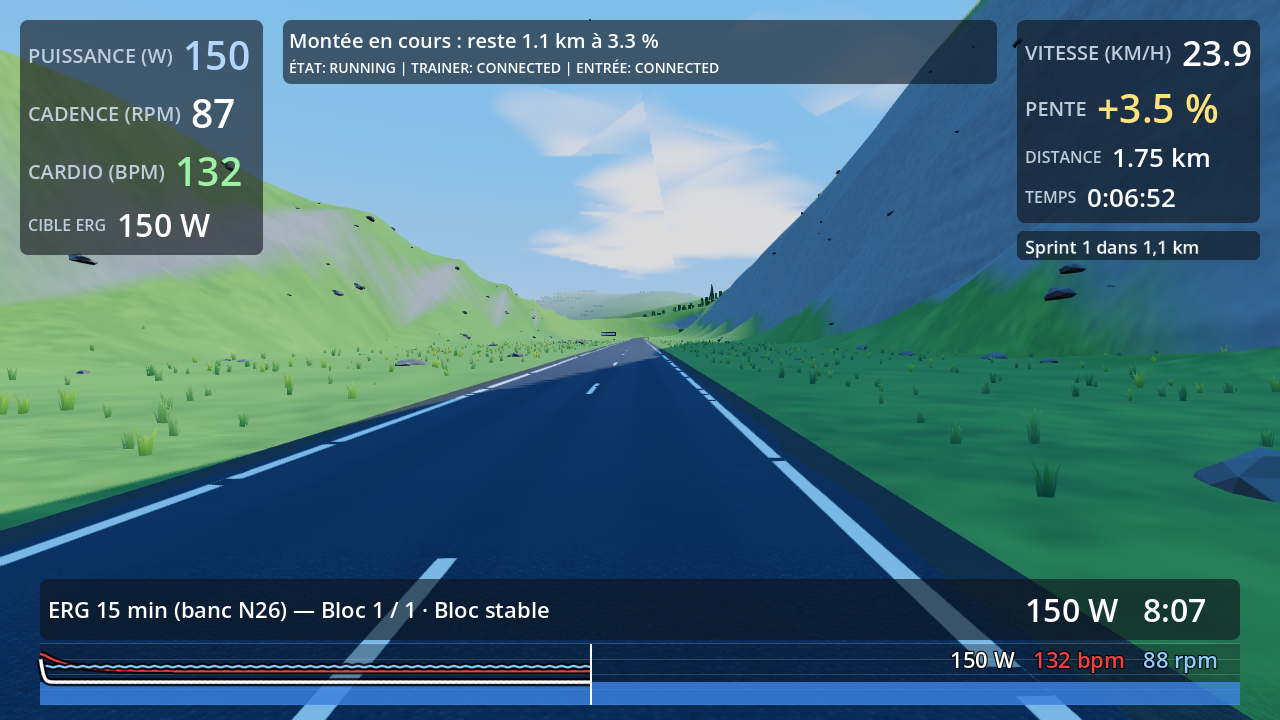 PUISSANCE (W) 150
CADENCE (RPM) 87
CARDIO (BPM) 132
CIBLE ERG 150 W
Montée en cours : reste 1.1 km à 3.3 %
ÉTAT: RUNNING | TRAINER: CONNECTED | ENTRÉE: CONNECTED
VITESSE (KM/H) 23.9
PENTE +3.5 %
DISTANCE 1.75 km
TEMPS 0:06:52
Sprint 1 dans 1,1 km
ERG 15 min (banc N26) — Bloc 1 / 1 · Bloc stable 150 W 8:07
150 W 132 bpm 88 rpm